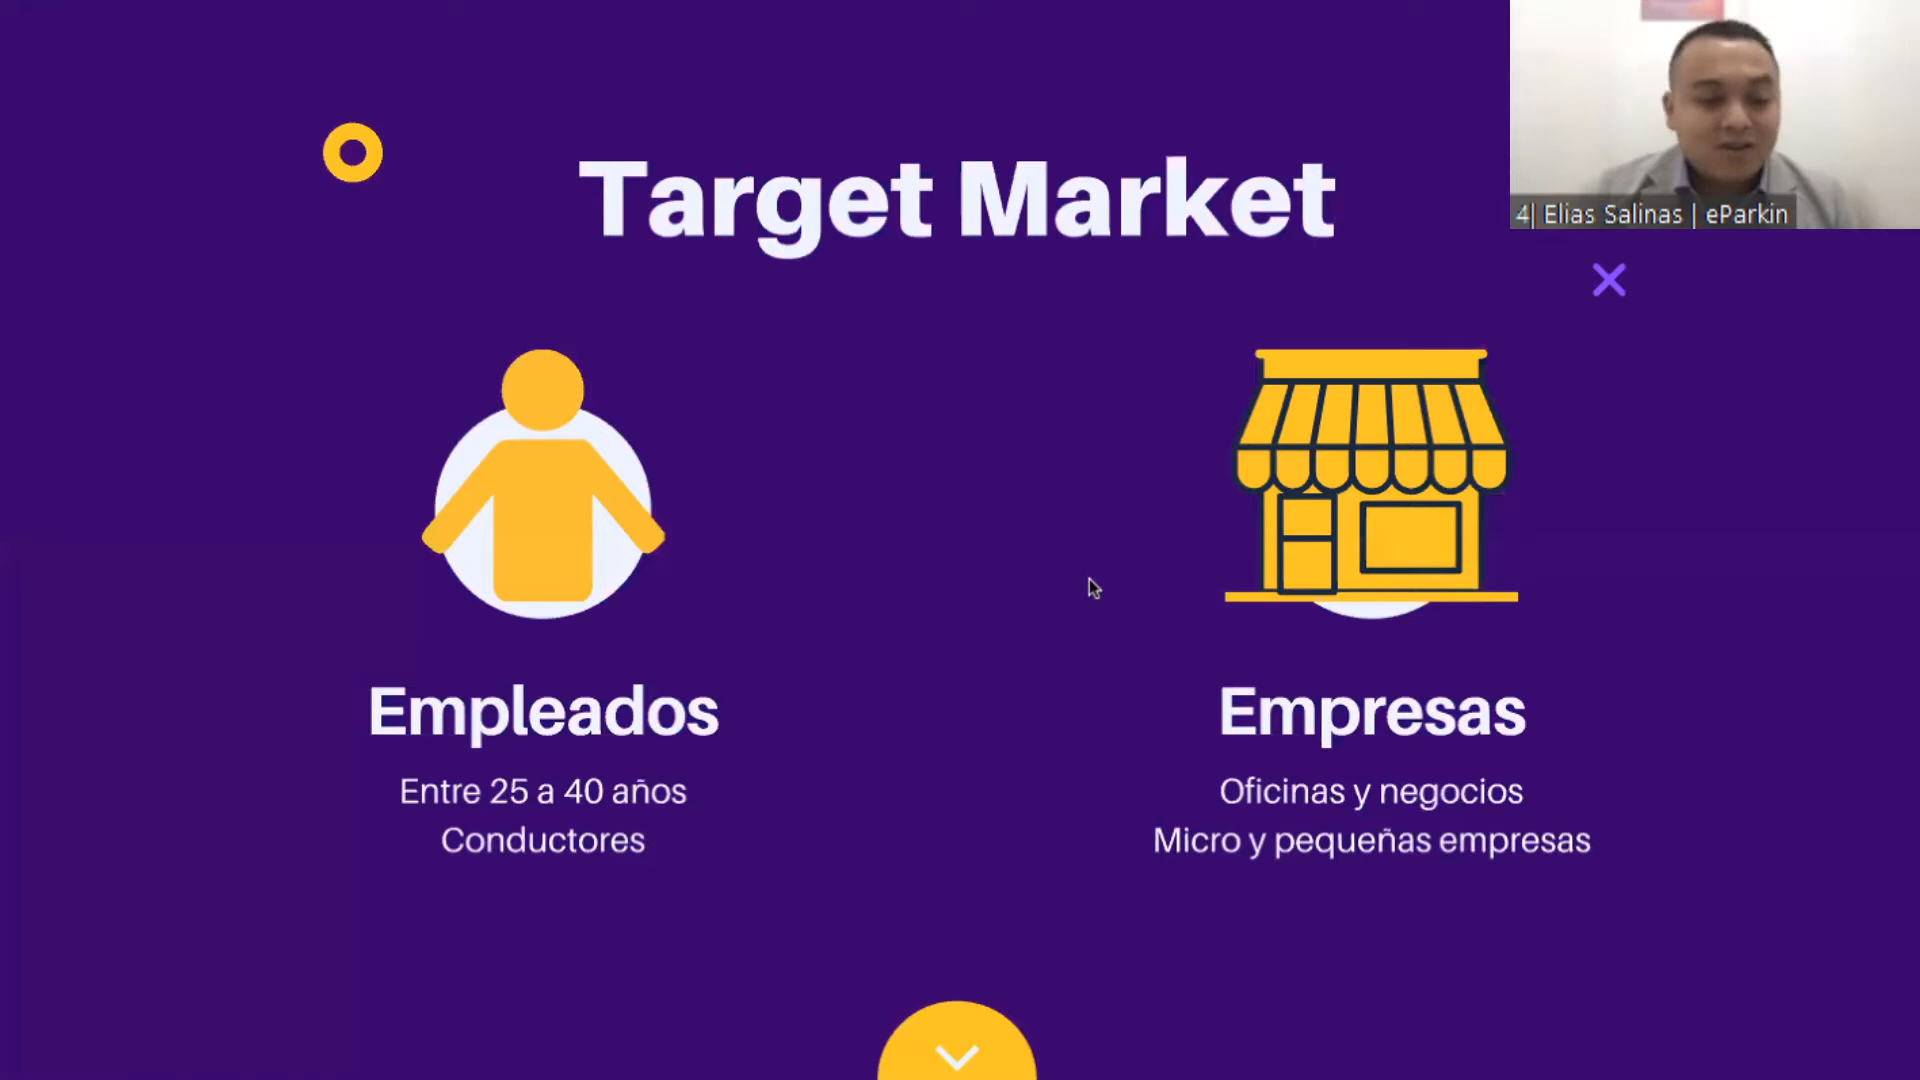 Target Market
4| Elias Salinas | eParkin
Empleados
Entre 25 a 40 años
Conductores
Empresas
Oficinas y negocios
Micro y pequeñas empresas